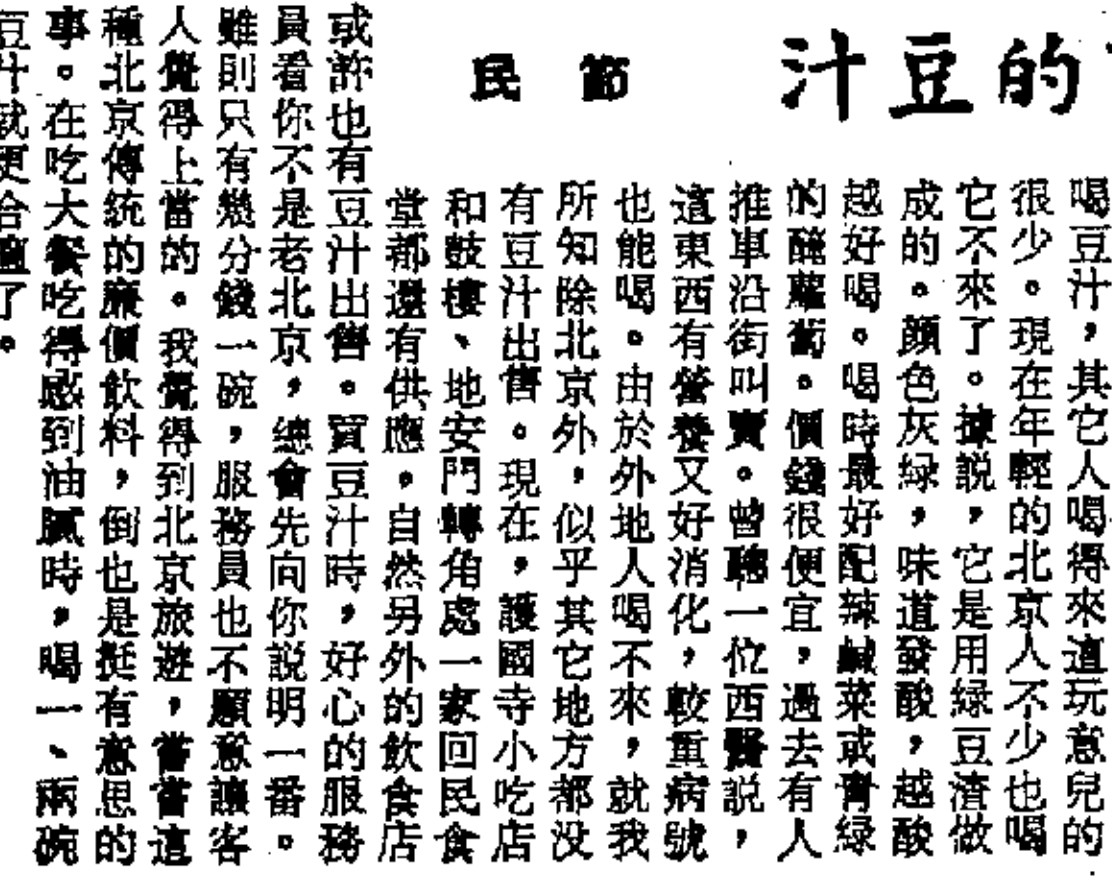 的豆汁
節民
喝豆汁，其它人喝得來這玩意兒的
很少。現在年輕的北京人不少也喝
它不來了。據説，它是用緑豆渣做
成的。顔色灰緑，味道發酸，越酸
越好喝。喝時最好配辣鹹菜或青緑
的醃蘿蔔。價錢很便宜，過去有人
推車沿街叫賣。曾聽一位西醫説，
這東西有營養又好消化，較重病號
也能喝。由於外地人喝不來，就我
所知除北京外，似乎其它地方都没
有豆汁出售。現在，護國寺小吃店
和鼓樓、地安門轉角處一家回民食
堂都還有供應。自然另外的飲食店
或許也有豆汁出售。買豆汁時，好心的服務
員看你不是老北京，總會先向你説明一番。
雖則只有幾分錢一碗，服務員也不願意讓客
人覺得上當的。我覺得到北京旅遊，嘗嘗這
種北京傳統的廉價飲料，倒也是挺有意思的
事。在吃大餐吃得感到油膩時，喝一、兩碗
豆汁就更合適了。